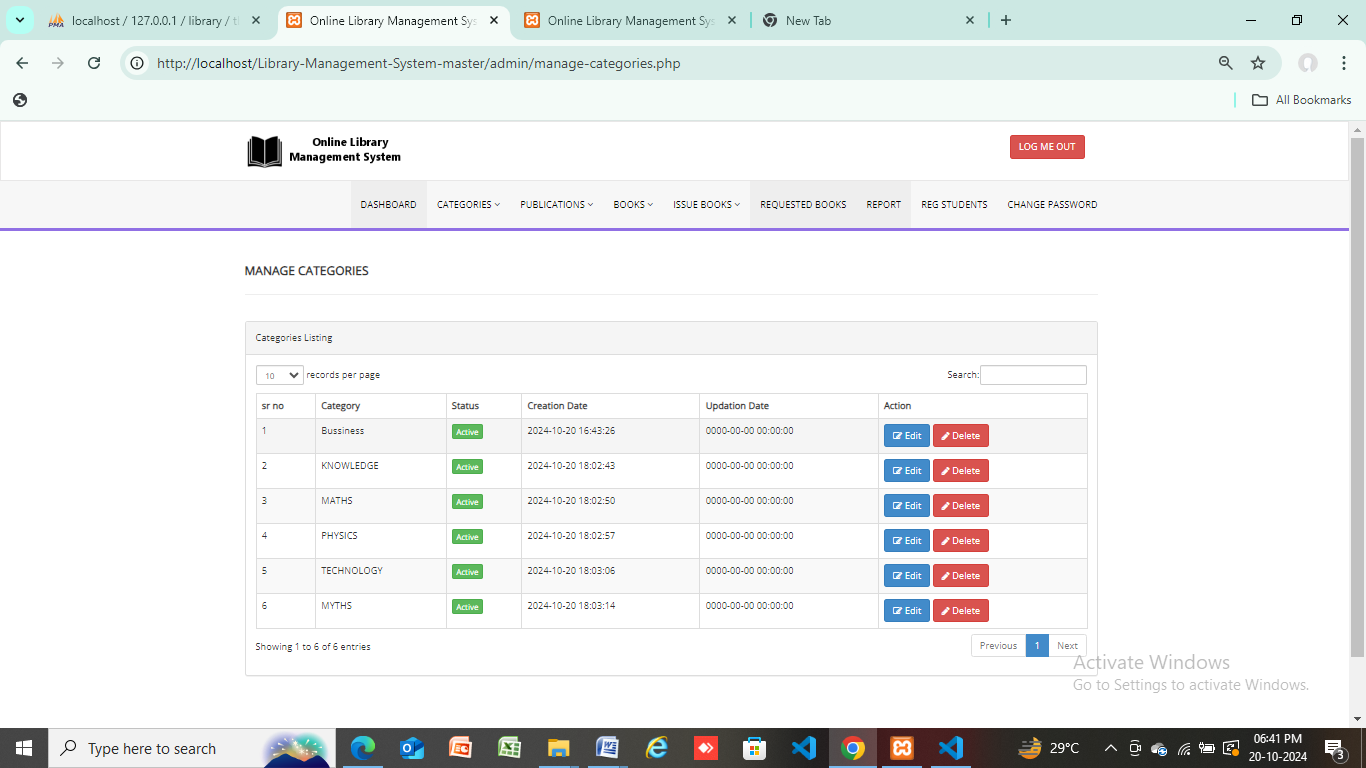 localhost / 127.0.0.1 / library / t
Online Library Management Sys
Online Library Management Sys
New Tab
http://localhost/Library-Management-System-master/admin/manage-categories.php
All Bookmarks
Online Library
Management System
LOG ME OUT
DASHBOARD CATEGORIES PUBLICATIONS BOOKS ISSUE BOOKS REQUESTED BOOKS REPORT REG STUDENTS CHANGE PASSWORD
MANAGE CATEGORIES
Categories Listing
10 records per page Search:
sr no Category Status Creation Date Updation Date Action
1 Bussiness Active 2024-10-20 16:43:26 0000-00-00 00:00:00 Edit Delete
2 KNOWLEDGE Active 2024-10-20 18:02:43 0000-00-00 00:00:00 Edit Delete
3 MATHS Active 2024-10-20 18:02:50 0000-00-00 00:00:00 Edit Delete
4 PHYSICS Active 2024-10-20 18:02:57 0000-00-00 00:00:00 Edit Delete
5 TECHNOLOGY Active 2024-10-20 18:03:06 0000-00-00 00:00:00 Edit Delete
6 MYTHS Active 2024-10-20 18:03:14 0000-00-00 00:00:00 Edit Delete
Showing 1 to 6 of 6 entries Previous 1 Next
Activate Windows
Go to Settings to activate Windows.
Type here to search
29°C
06:41 PM
20-10-2024
3